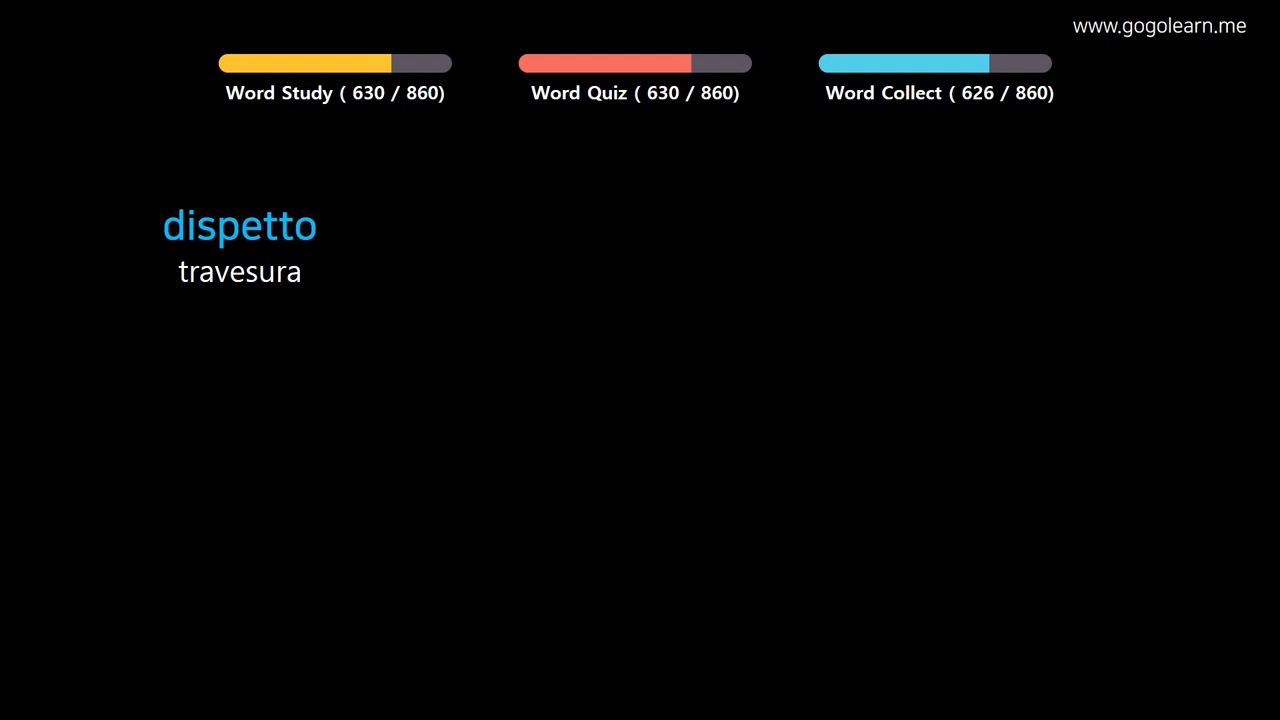 www.gogolearn.me
Word Study ( 630 / 860)
Word Quiz ( 630 / 860)
Word Collect ( 626 / 860)
dispetto
travesura